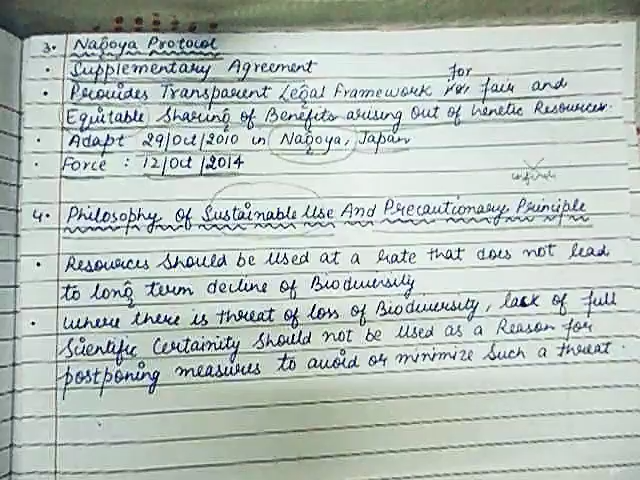 3. Nagoya Protocol
• Supplementary Agreement
• Provides Transparent Legal Framework for fair and
Equitable Sharing of Benefits arising out of Genetic Resources.
• Adapt 29/Oct/2010 in Nagoya, Japan
• Force : 12/Oct/2014
4. Philosophy of Sustainable Use And Precautionary Principle
• Resources should be used at a rate that does not lead
to long term decline of Biodiversity
• where there is threat of loss of Biodiversity, lack of full
Scientific Certainity should not be used as a Reason for
postponing measures to avoid or minimize Such a threat.